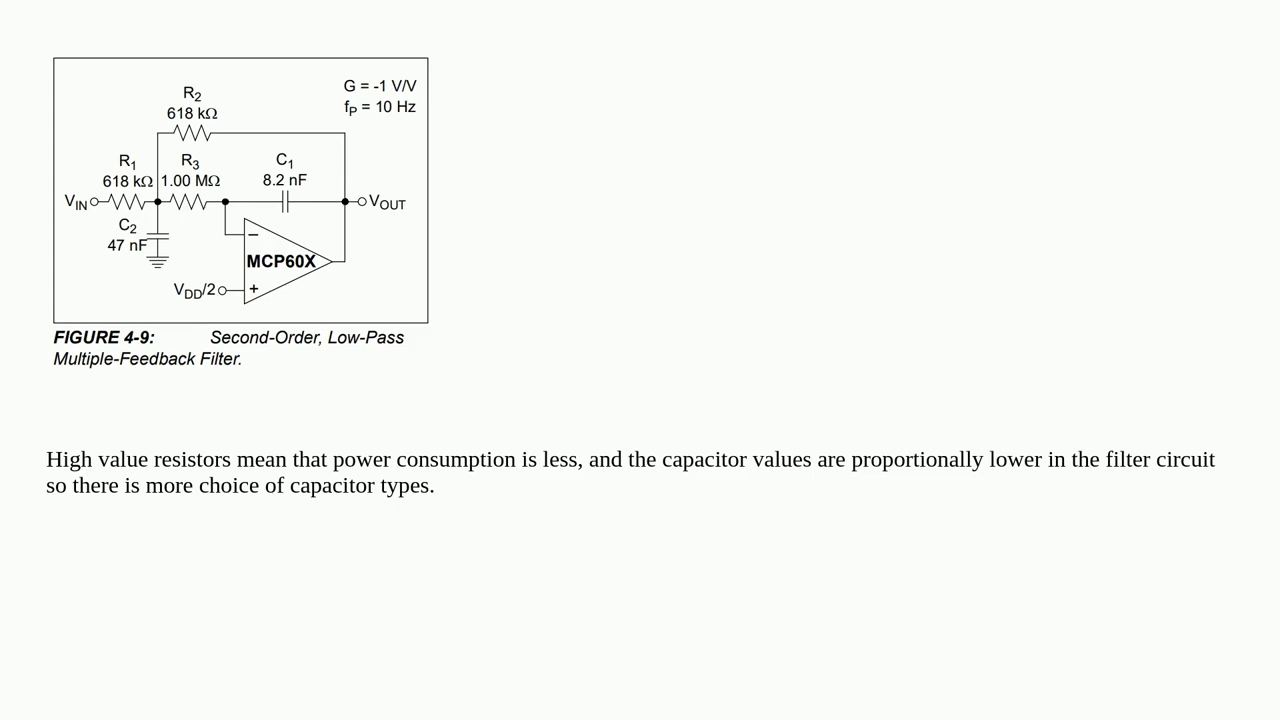 G = -1 V/V
fP = 10 Hz
R2
618 kΩ
R1
618 kΩ
R3
1.00 MΩ
C1
8.2 nF
VIN
VOUT
C2
47 nF
–
MCP60X
VDD/2
+
FIGURE 4-9: Second-Order, Low-Pass
Multiple-Feedback Filter.
High value resistors mean that power consumption is less, and the capacitor values are proportionally lower in the filter circuit
so there is more choice of capacitor types.